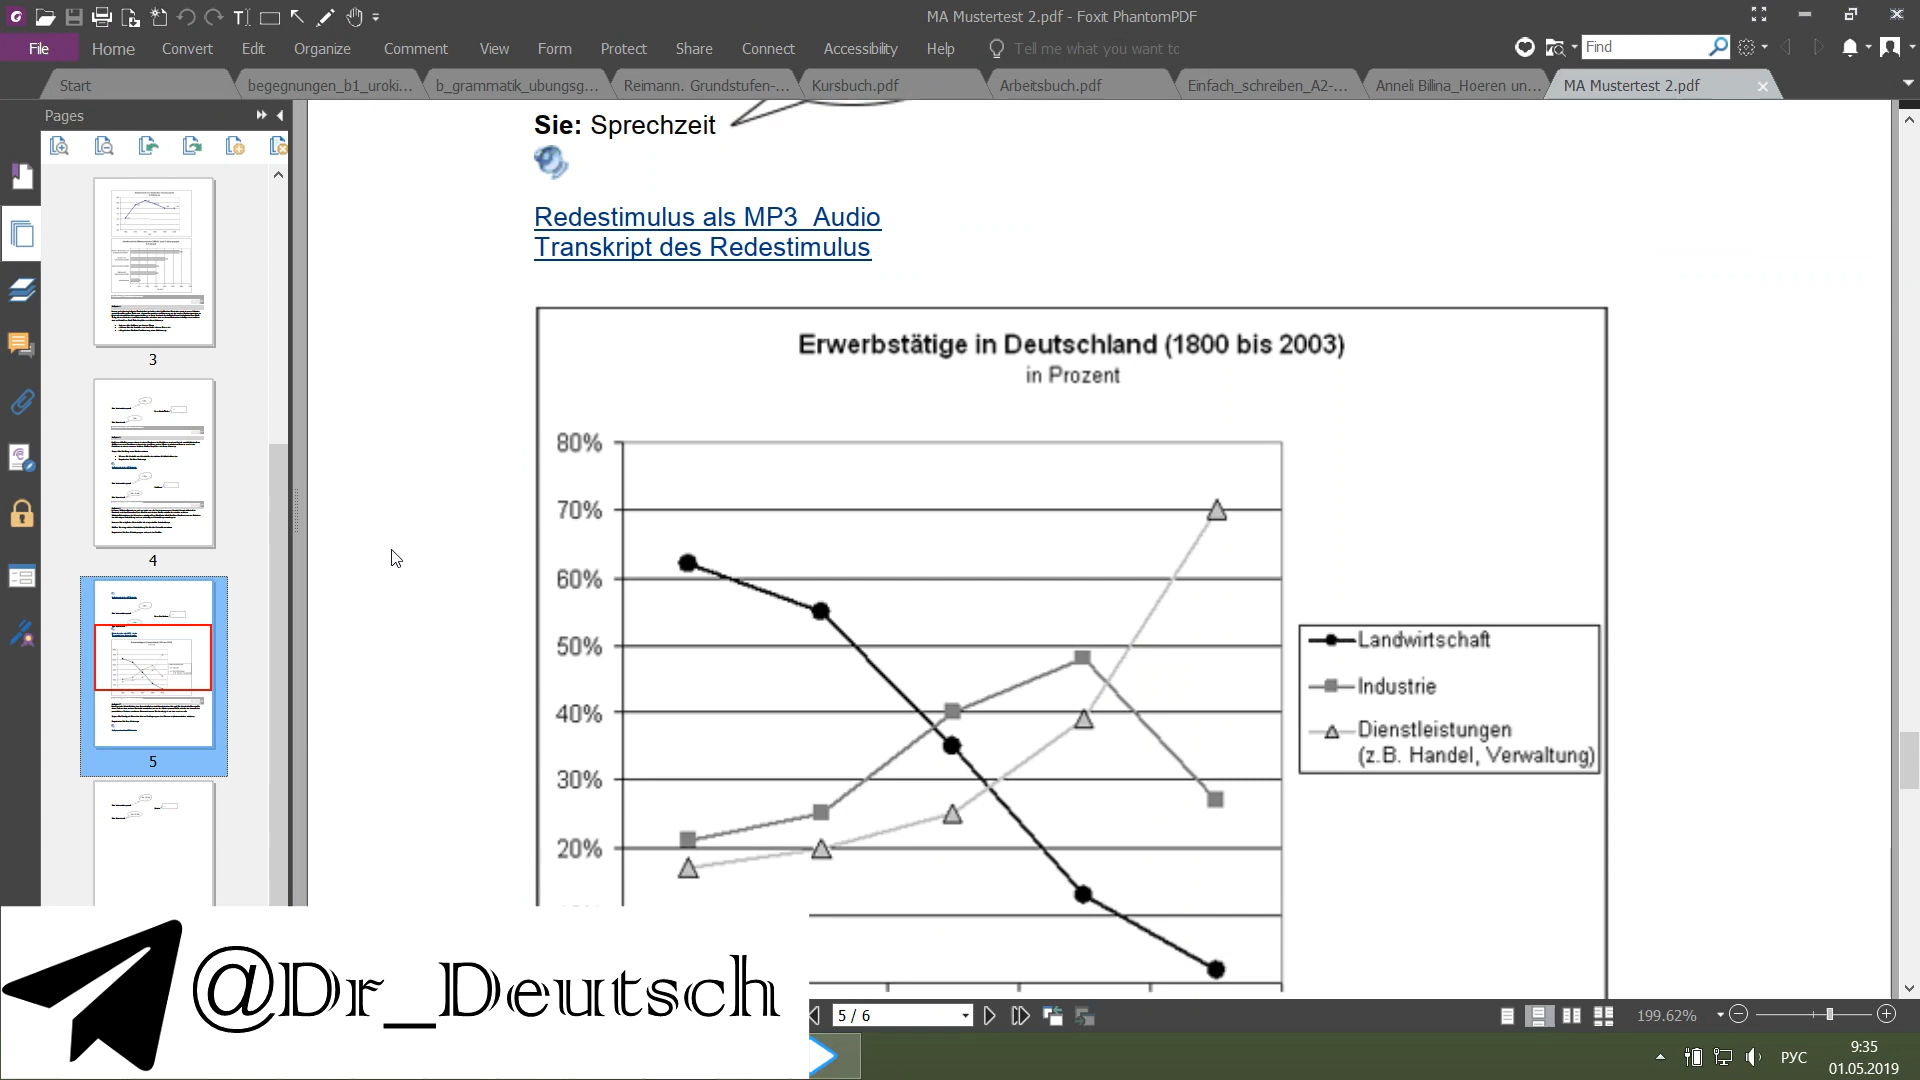 MA Mustertest 2.pdf - Foxit PhantomPDF
File Home Convert Edit Organize Comment View Form Protect Share Connect Accessibility Help Tell me what you want to Find
Start begegnungen_b1_uroki... b_grammatik_ubungsg... Reimann. Grundstufen-... Kursbuch.pdf Arbeitsbuch.pdf Einfach_schreiben_A2-... Anneli Bilina_Hoeren un... MA Mustertest 2.pdf
Pages
3
4
5
Sie: Sprechzeit
Redestimulus als MP3 Audio
Transkript des Redestimulus
Erwerbstätige in Deutschland (1800 bis 2003)
in Prozent
80%
70%
60%
50%
40%
30%
20%
Landwirtschaft
Industrie
Dienstleistungen
(z.B. Handel, Verwaltung)
@Dr_Deutsch
5 / 6
199.62%
РУС
9:35
01.05.2019